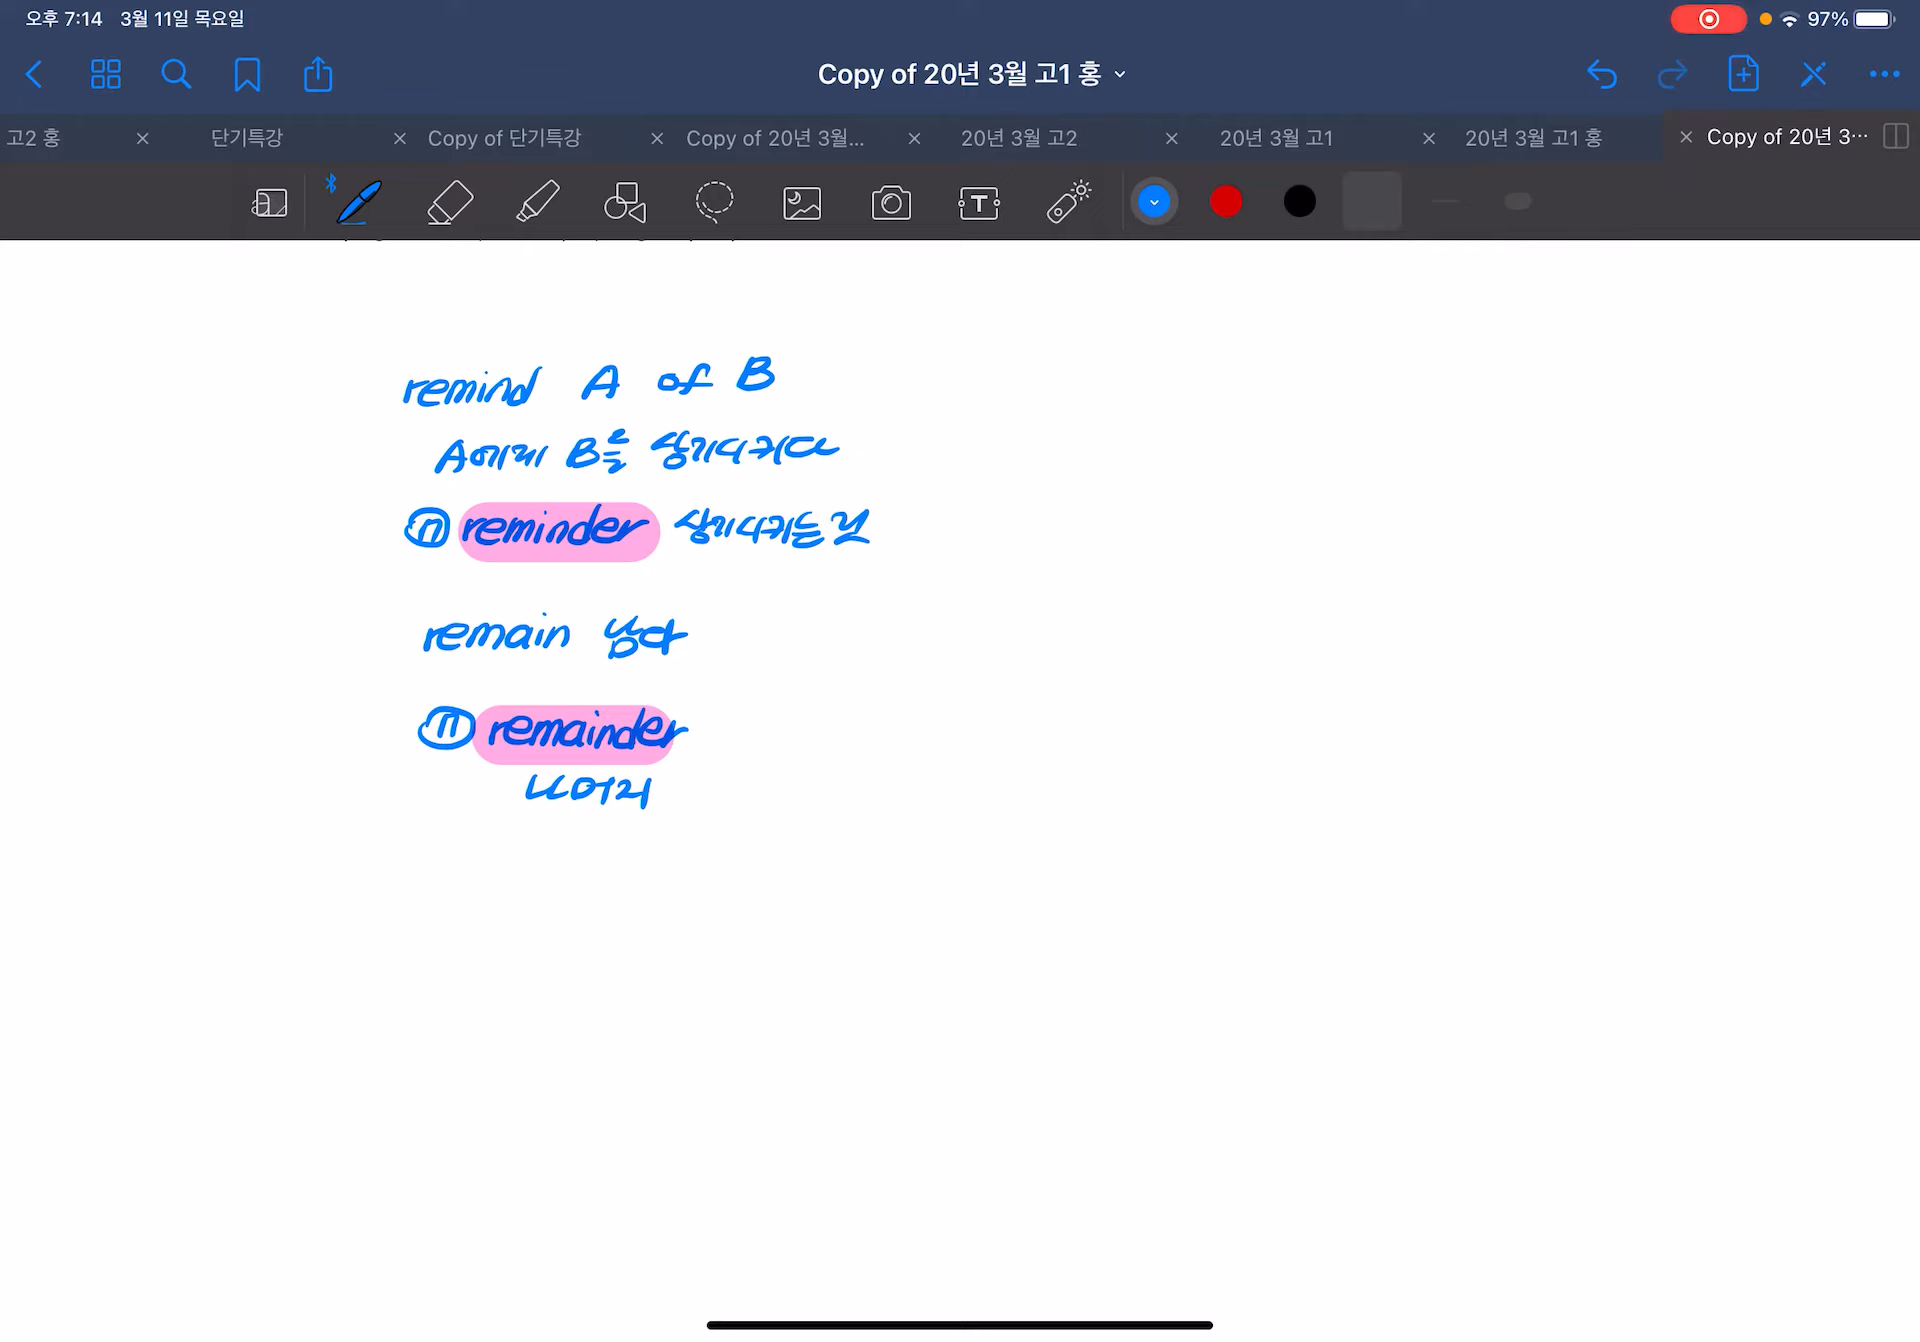 오후 7:14 3월 11일 목요일 97%
Copy of 20년 3월 고1 홍
고2 홍 단기특강 Copy of 단기특강 Copy of 20년 3월... 20년 3월 고2 20년 3월 고1 20년 3월 고1 홍 Copy of 20년 3...
T
remind A of B
A에게 B를 상기시키다
ⓝ reminder 상기시키는 것
remain 남다
ⓝ remainder
나머지